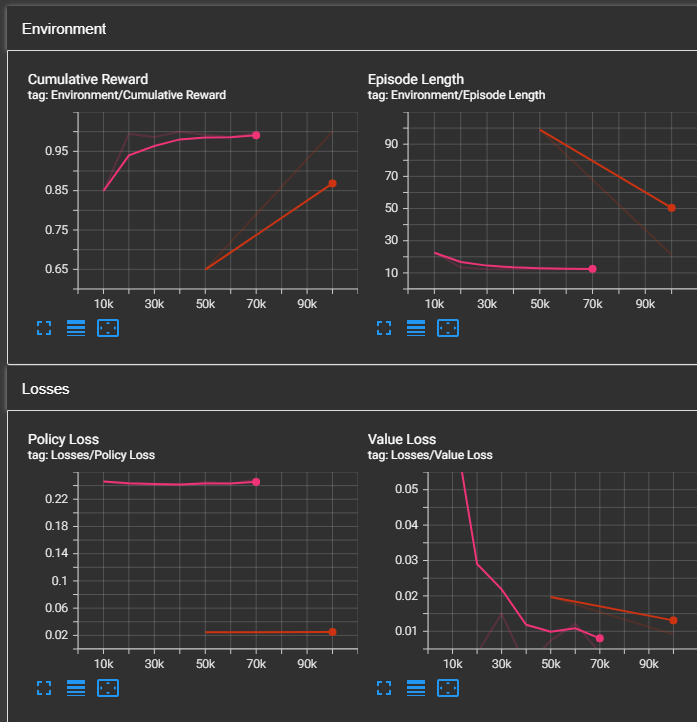 Environment
Cumulative Reward
tag: Environment/Cumulative Reward
0.95
0.85
0.75
0.65
10k 30k 50k 70k 90k
Episode Length
tag: Environment/Episode Length
90
70
50
30
10
10k 30k 50k 70k 90k
Losses
Policy Loss
tag: Losses/Policy Loss
0.22
0.18
0.14
0.1
0.06
0.02
10k 30k 50k 70k 90k
Value Loss
tag: Losses/Value Loss
0.05
0.04
0.03
0.02
0.01
10k 30k 50k 70k 90k